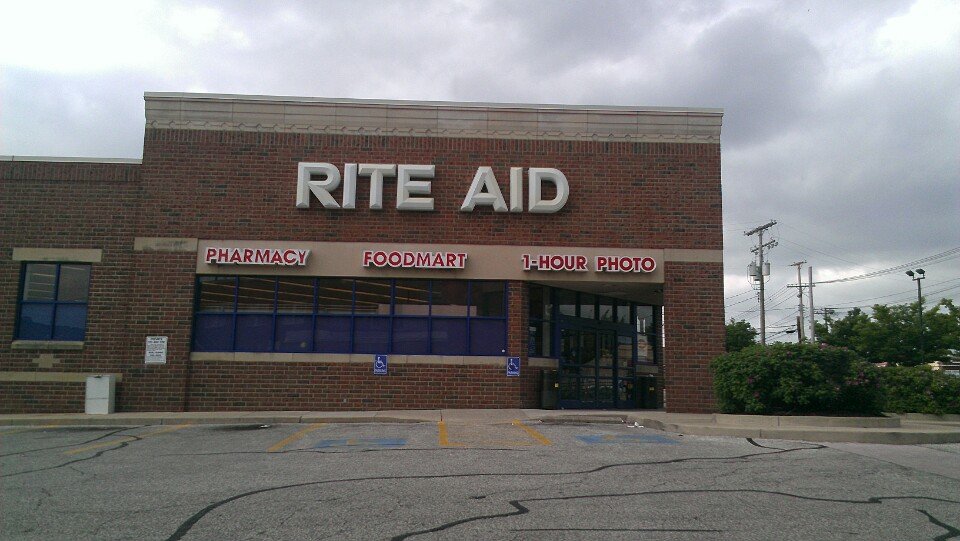 RITE AID
PHARMACY FOODMART 1-HOUR PHOTO